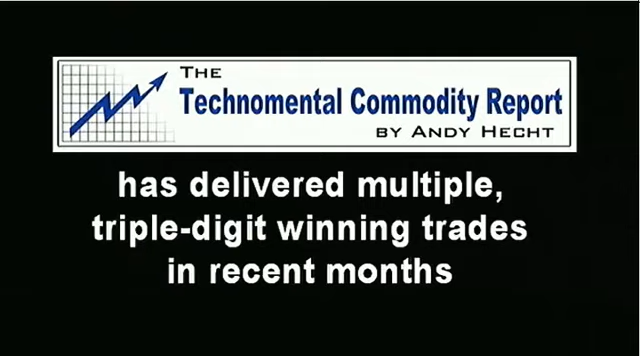 The
Technomental Commodity Report
by Andy Hecht
has delivered multiple,
triple-digit winning trades
in recent months